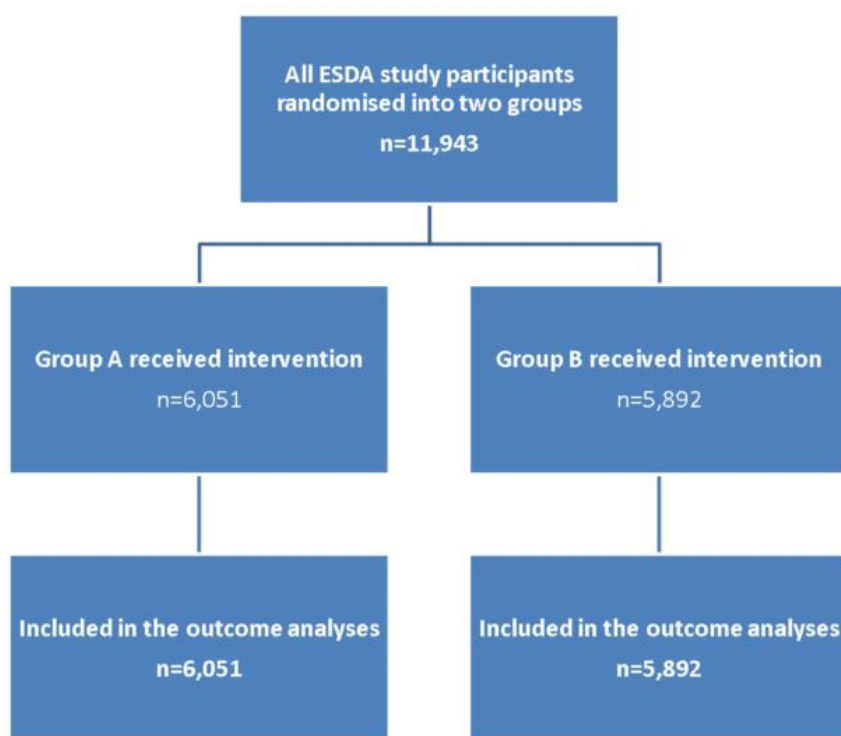 All ESDA study participants
randomised into two groups
n=11,943
Group A received intervention
n=6,051
Group B received intervention
n=5,892
Included in the outcome analyses
n=6,051
Included in the outcome analyses
n=5,892